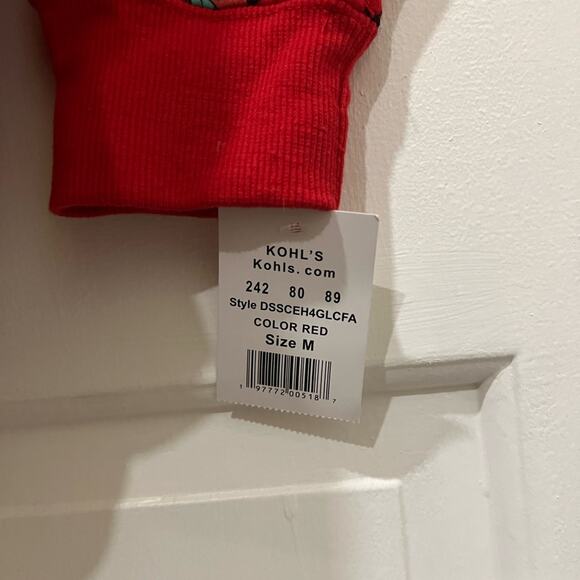 KOHL'S
Kohls.com
242 80 89
Style DSSCEH4GLCFA
COLOR RED
Size M
1 97772 00518 7